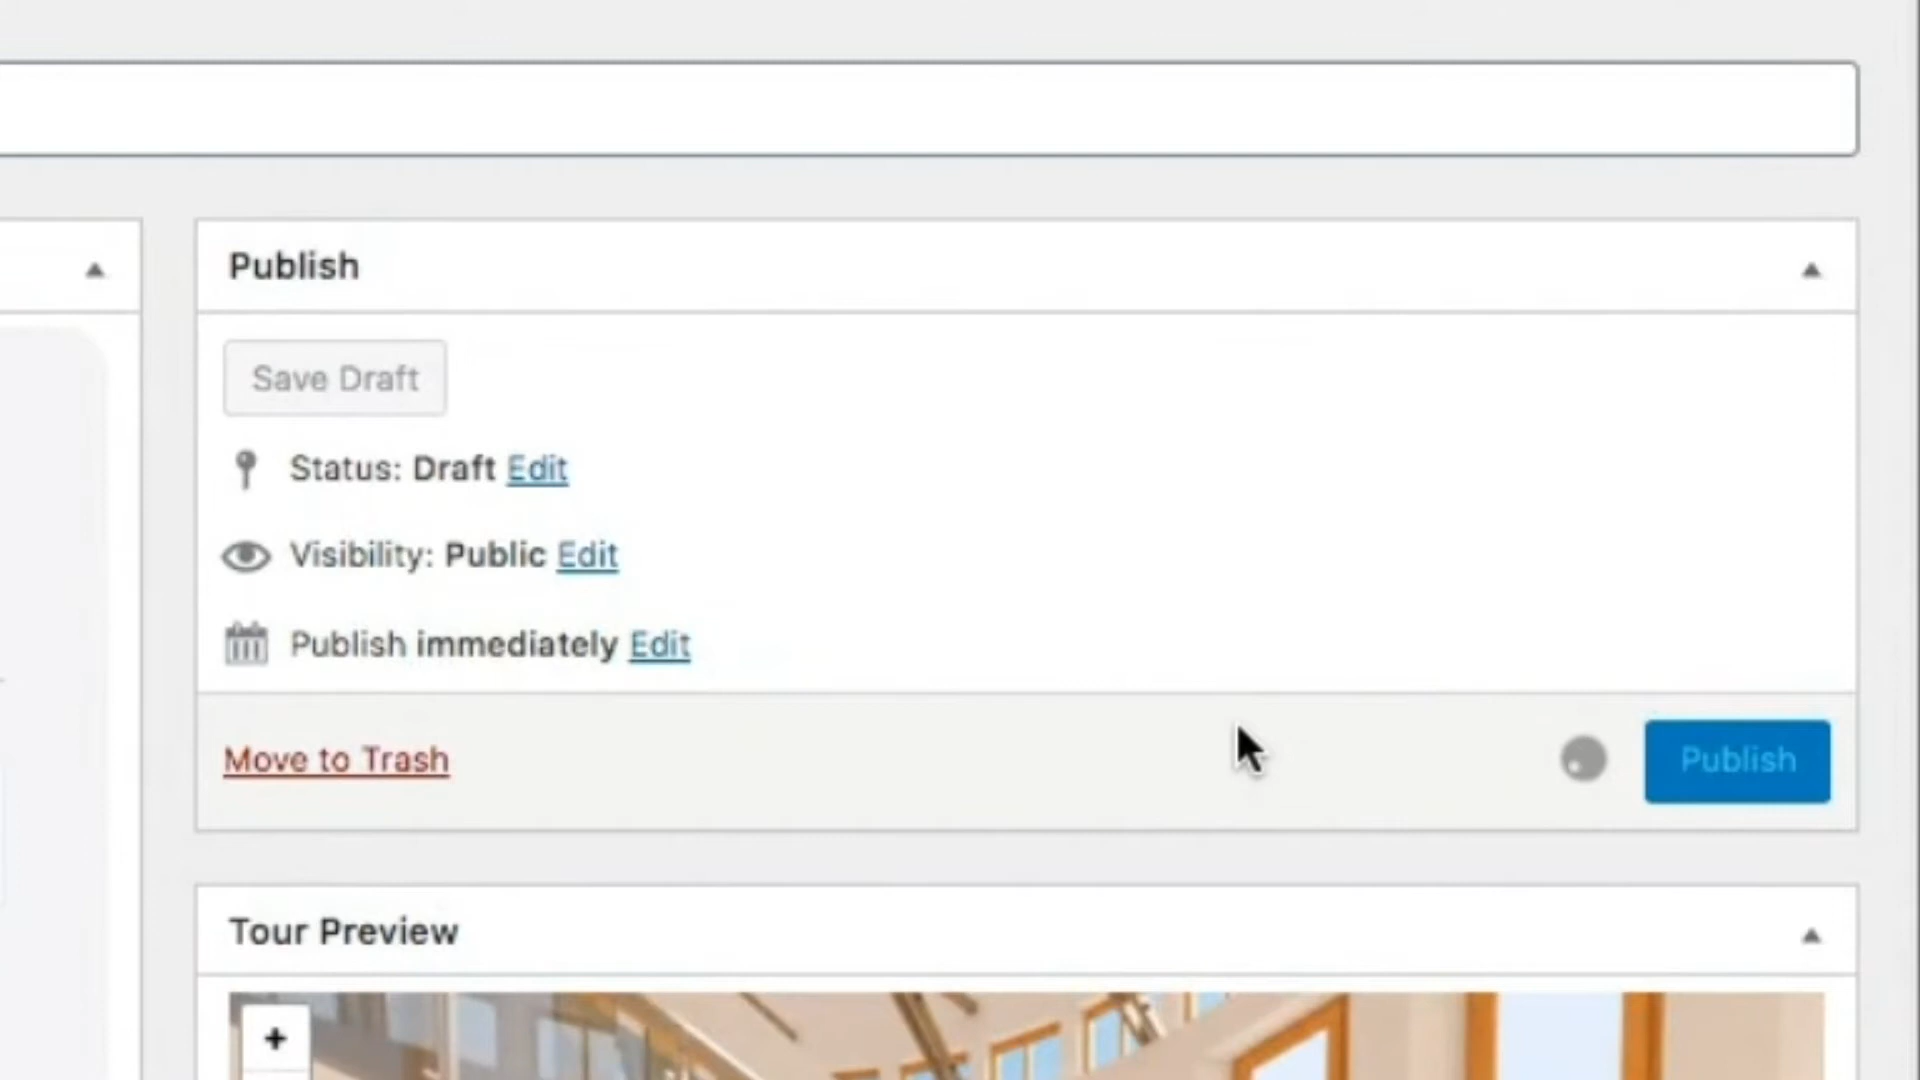 Publish
Save Draft
Status: Draft Edit
Visibility: Public Edit
Publish immediately Edit
Move to Trash
Publish
Tour Preview
+